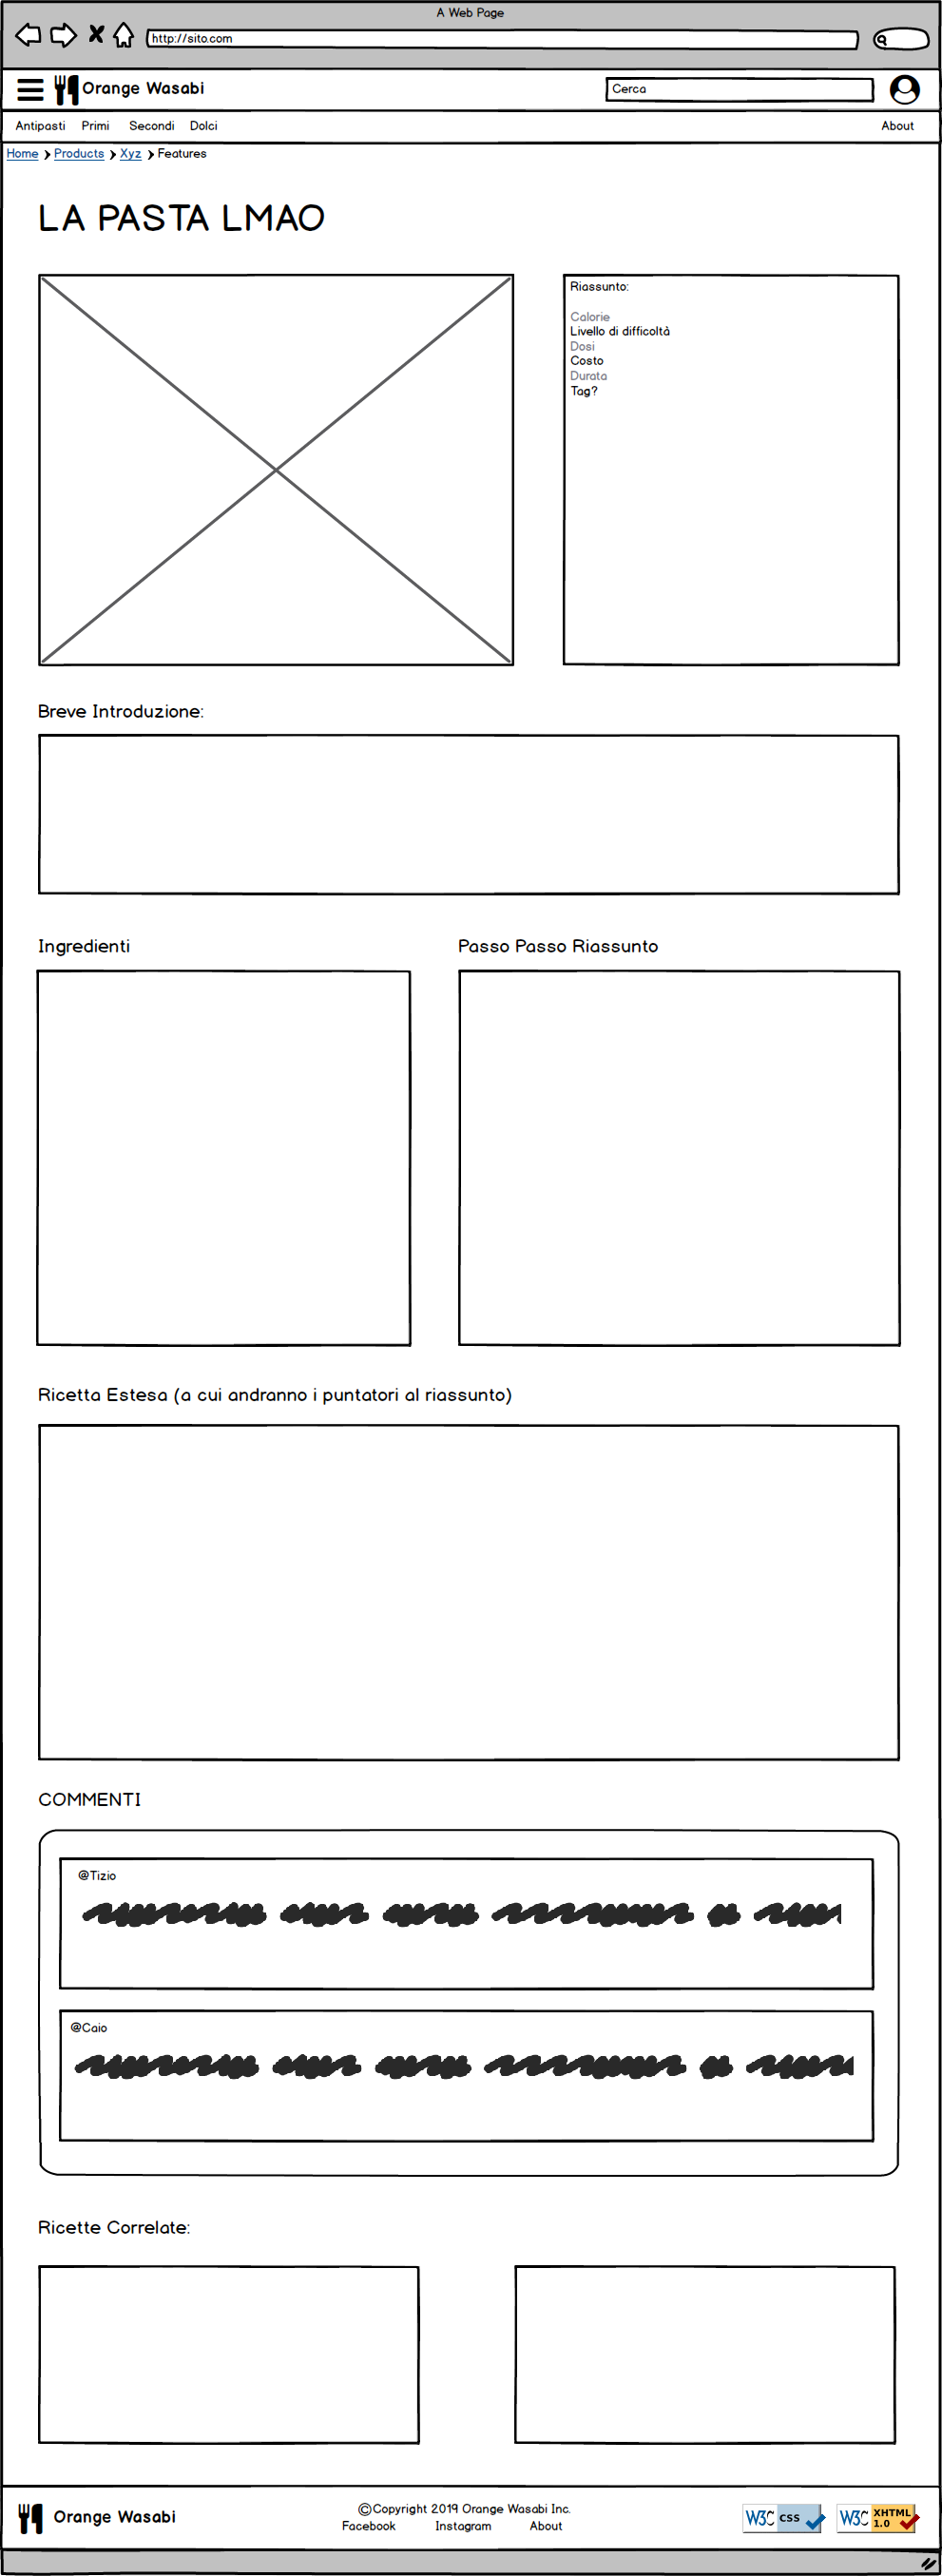 A Web Page
http://sito.com
Orange Wasabi
Cerca
Antipasti Primi Secondi Dolci About
Home Products Xyz Features
LA PASTA LMAO
Riassunto:
Calorie
Livello di difficoltà
Dosi
Costo
Durata
Tag?
Breve Introduzione:
Ingredienti
Passo Passo Riassunto
Ricetta Estesa (a cui andranno i puntatori al riassunto)
COMMENTI
@Tizio
@Caio
Ricette Correlate:
Orange Wasabi
©Copyright 2019 Orange Wasabi Inc.
Facebook Instagram About
W3C CSS
W3C XHTML 1.0